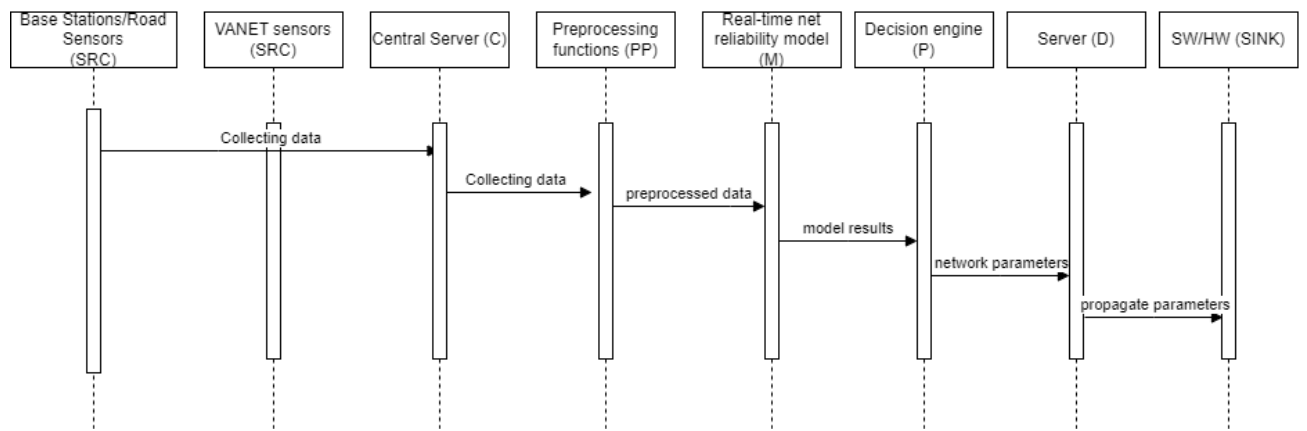 Base Stations/Road
Sensors
(SRC)
VANET sensors
(SRC)
Central Server (C)
Preprocessing
functions (PP)
Real-time net
reliability model
(M)
Decision engine
(P)
Server (D)
SW/HW (SINK)
Collecting data
Collecting data
preprocessed data
model results
network parameters
propagate parameters